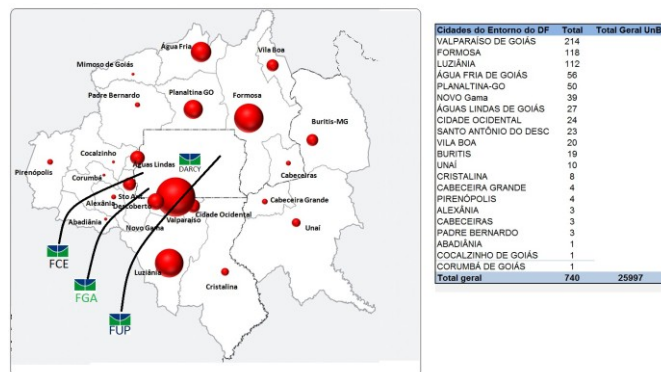 Água Fria
Vila Boa
Mimoso de Goiás
Padre Bernardo
Planaltina GO
Formosa
Buritis-MG
Cocalzinho
Pirenópolis
Águas Lindas
DARCY
Corumbá
Cabeceiras
Sto Ant.
Descoberto
Alexânia
Valparaíso
Cidade Ocidental
Cabeceira Grande
Abadiânia
Novo Gama
Unaí
FCE
Luziânia
Cristalina
FGA
FUP
Cidades do Entorno do DF Total Total Geral UnB
VALPARAÍSO DE GOIÁS 214
FORMOSA 118
LUZIÂNIA 112
ÁGUA FRIA DE GOIÁS 56
PLANALTINA-GO 50
NOVO Gama 39
ÁGUAS LINDAS DE GOIÁS 27
CIDADE OCIDENTAL 24
SANTO ANTÔNIO DO DESC 23
VILA BOA 20
BURITIS 19
UNAÍ 10
CRISTALINA 8
CABECEIRA GRANDE 4
PIRENÓPOLIS 4
ALEXÂNIA 3
CABECEIRAS 3
PADRE BERNARDO 3
ABADIÂNIA 1
COCALZINHO DE GOIÁS 1
CORUMBÁ DE GOIÁS 1
Total geral 740 25997